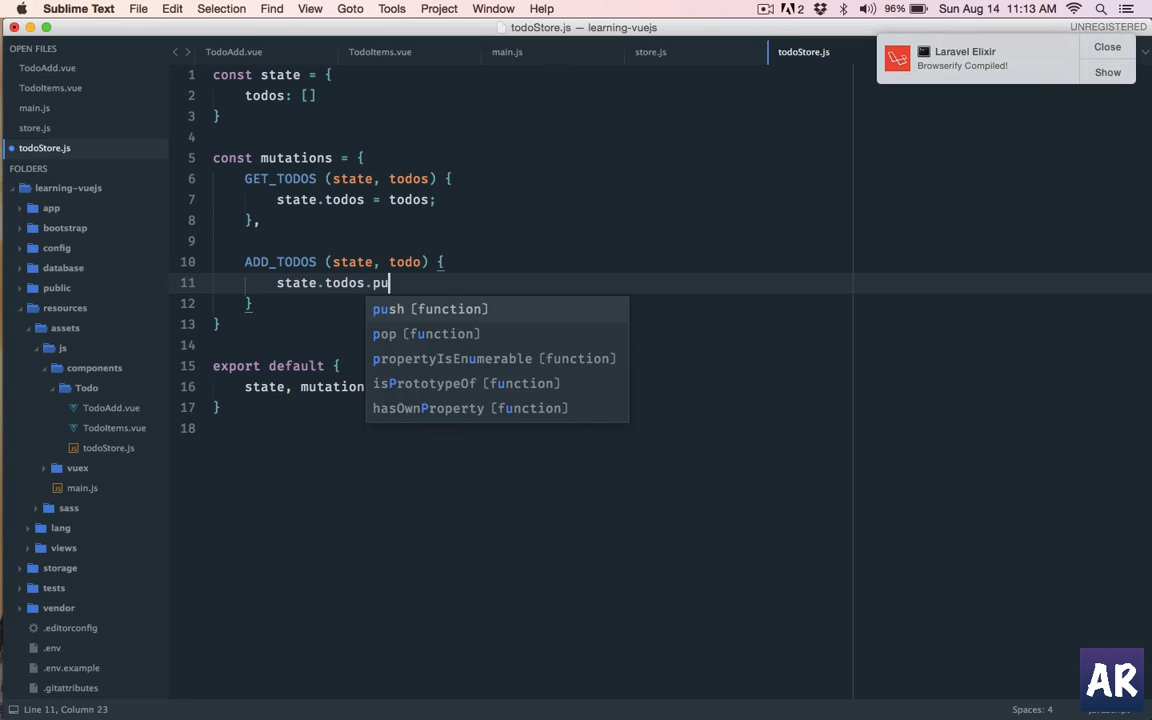 Sublime Text File Edit Selection Find View Goto Tools Project Window Help 2 96% Sun Aug 14 11:13 AM
todoStore.js — learning-vuejs
UNREGISTERED
OPEN FILES
TodoAdd.vue
TodoItems.vue
main.js
store.js
todoStore.js
FOLDERS
learning-vuejs
app
bootstrap
config
database
public
resources
assets
js
components
Todo
TodoAdd.vue
TodoItems.vue
todoStore.js
vuex
main.js
sass
lang
views
storage
tests
vendor
.editorconfig
.env
.env.example
.gitattributes
TodoAdd.vue TodoItems.vue main.js store.js todoStore.js
Laravel Elixir
Browserify Compiled!
Close
Show
1 const state = {
2 todos: []
3 }
4
5 const mutations = {
6 GET_TODOS (state, todos) {
7 state.todos = todos;
8 },
9
10 ADD_TODOS (state, todo) {
11 state.todos.pu
12 }
13 }
14
15 export default {
16 state, mutation
17 }
18
push [function]
pop [function]
propertyIsEnumerable [function]
isPrototypeOf [function]
hasOwnProperty [function]
Line 11, Column 23
Spaces: 4
JavaScript
AR